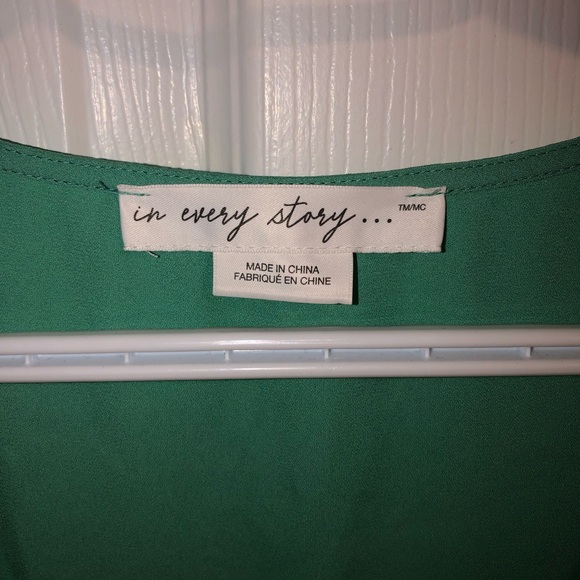 in every story... TM/MC
MADE IN CHINA
FABRIQUÉ EN CHINE